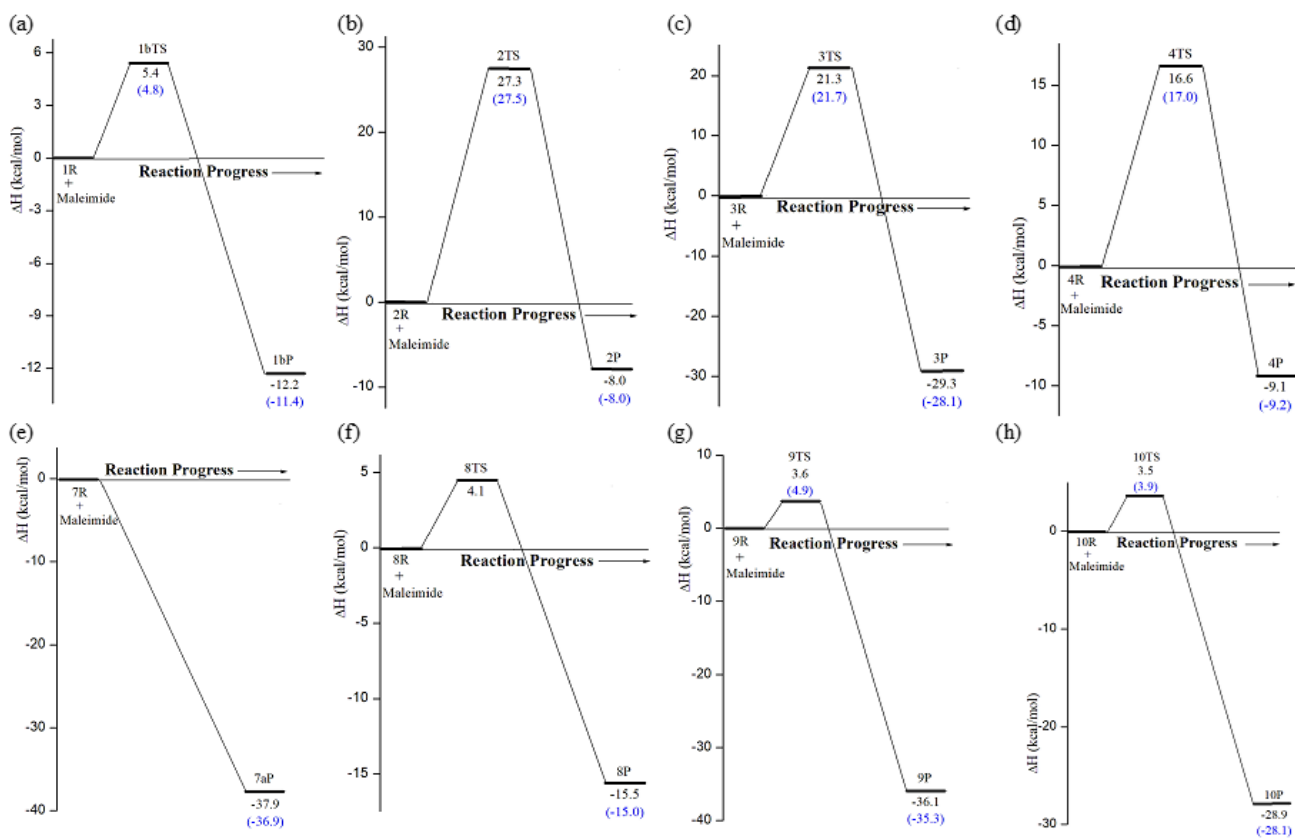 (a)
1bTS
5.4
(4.8)
6
3
0
-3
-6
-9
-12
ΔH (kcal/mol)
1R
+
Maleimide
Reaction Progress
1bP
-12.2
(-11.4)
(b)
2TS
27.3
(27.5)
30
20
10
0
-10
ΔH (kcal/mol)
2R
+
Maleimide
Reaction Progress
2P
-8.0
(-8.0)
(c)
3TS
21.3
(21.7)
20
10
0
-10
-20
-30
ΔH (kcal/mol)
3R
+
Maleimide
Reaction Progress
3P
-29.3
(-28.1)
(d)
4TS
16.6
(17.0)
15
10
5
0
-5
-10
ΔH (kcal/mol)
4R
+
Maleimide
Reaction Progress
4P
-9.1
(-9.2)
(e)
Reaction Progress
0
-10
-20
-30
-40
ΔH (kcal/mol)
7R
+
Maleimide
7aP
-37.9
(-36.9)
(f)
8TS
4.1
5
0
-5
-10
-15
ΔH (kcal/mol)
8R
+
Maleimide
Reaction Progress
8P
-15.5
(-15.0)
(g)
9TS
3.6
(4.9)
10
0
-10
-20
-30
-40
ΔH (kcal/mol)
9R
+
Maleimide
Reaction Progress
9P
-36.1
(-35.3)
(h)
10TS
3.5
(3.9)
0
-10
-20
-20
-30
ΔH (kcal/mol)
10R
+
Maleimide
Reaction Progress
10P
-28.9
(-28.1)